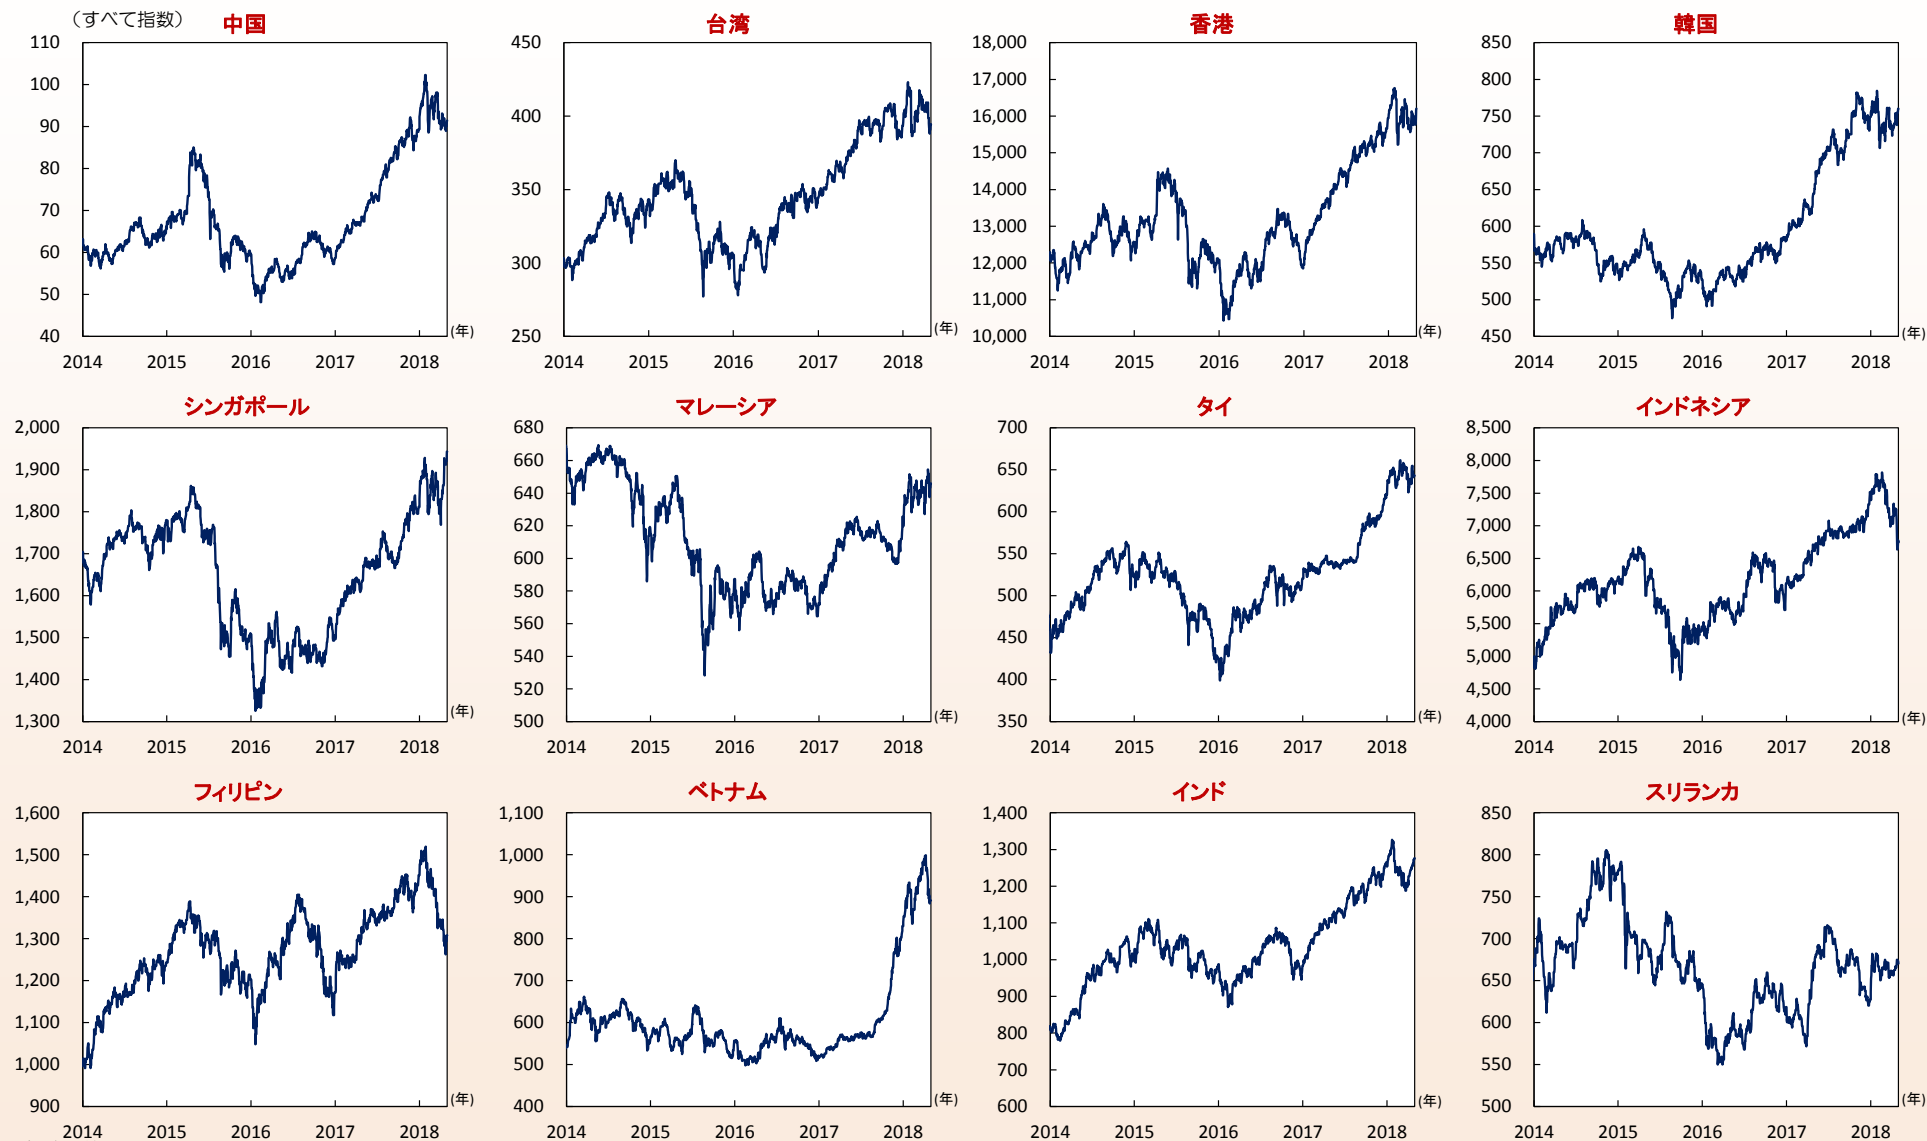 （すべて指数）
中国
110
100
90
80
70
60
50
40
2014 2015 2016 2017 2018
(年)
台湾
450
400
350
300
250
2014 2015 2016 2017 2018
(年)
香港
18,000
17,000
16,000
15,000
14,000
13,000
12,000
11,000
10,000
2014 2015 2016 2017 2018
(年)
韓国
850
800
750
700
650
600
550
500
450
2014 2015 2016 2017 2018
(年)
シンガポール
2,000
1,900
1,800
1,700
1,600
1,500
1,400
1,300
2014 2015 2016 2017 2018
(年)
マレーシア
680
660
640
620
600
580
560
540
520
500
2014 2015 2016 2017 2018
(年)
タイ
700
650
600
550
500
450
400
350
2014 2015 2016 2017 2018
(年)
インドネシア
8,500
8,000
7,500
7,000
6,500
6,000
5,500
5,000
4,500
4,000
2014 2015 2016 2017 2018
(年)
フィリピン
1,600
1,500
1,400
1,300
1,200
1,100
1,000
900
2014 2015 2016 2017 2018
(年)
ベトナム
1,100
1,000
900
800
700
600
500
400
2014 2015 2016 2017 2018
(年)
インド
1,400
1,300
1,200
1,100
1,000
900
800
700
600
2014 2015 2016 2017 2018
(年)
スリランカ
850
800
750
700
650
600
550
500
2014 2015 2016 2017 2018
(年)